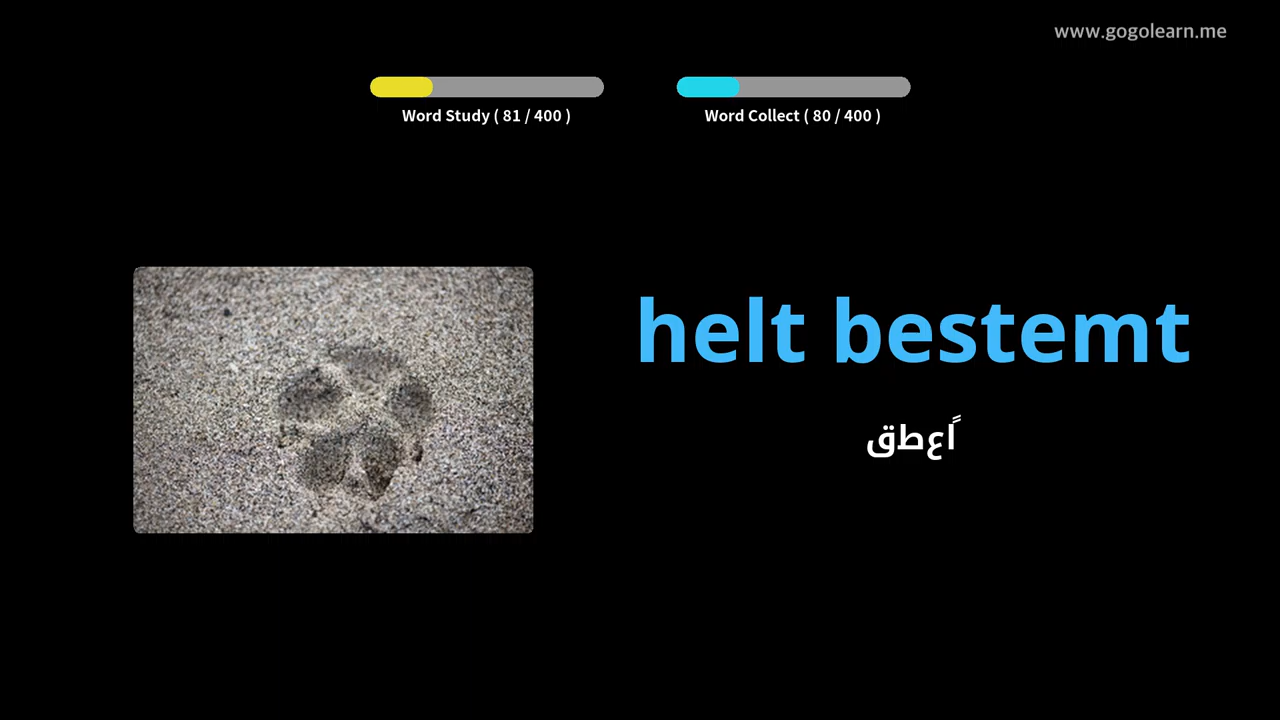 www.gogolearn.me
Word Study ( 81 / 400 )
Word Collect ( 80 / 400 )
helt bestemt
اًعطق